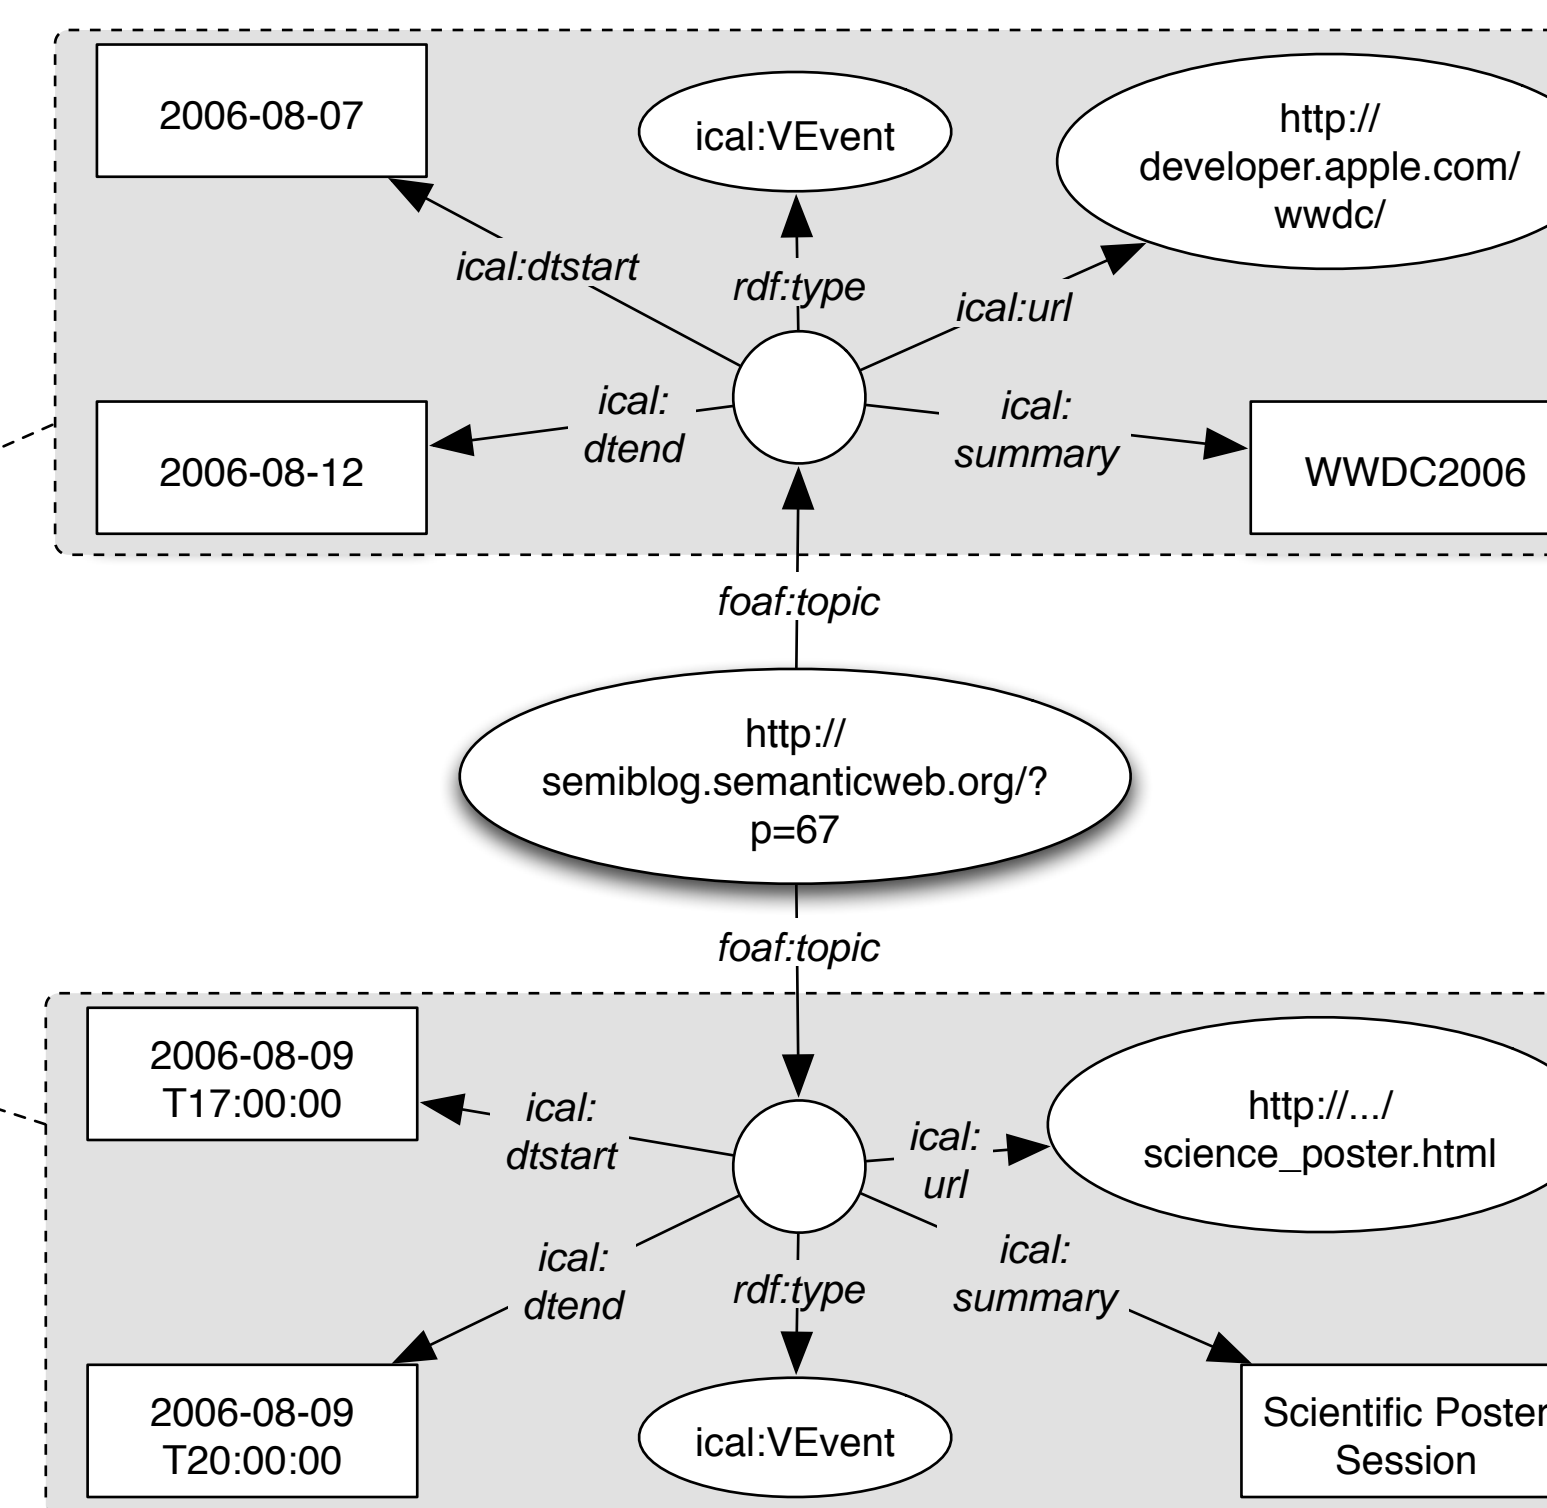 2006-08-07
ical:VEvent
http://
developer.apple.com/
wwdc/
ical:dtstart
rdf:type
ical:url
ical:
dtend
ical:
summary
2006-08-12
WWDC2006
foaf:topic
http://
semiblog.semanticweb.org/?
p=67
foaf:topic
2006-08-09
T17:00:00
ical:
dtstart
ical:
url
http://.../
science_poster.html
ical:
dtend
rdf:type
ical:
summary
2006-08-09
T20:00:00
ical:VEvent
Scientific Poster
Session